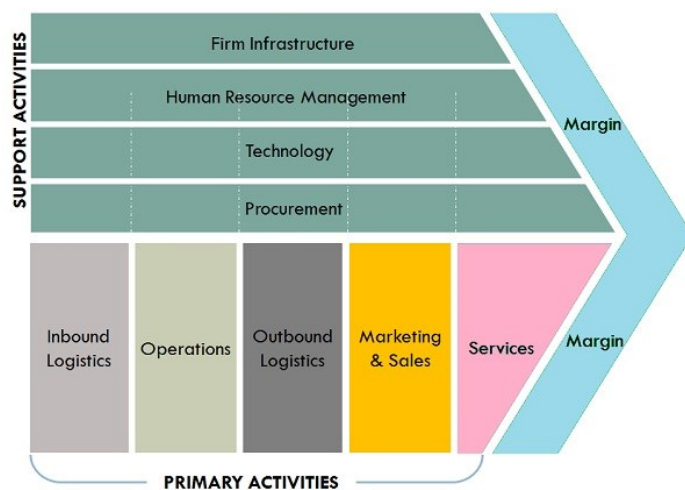 SUPPORT ACTIVITIES
Firm Infrastructure
Human Resource Management
Technology
Procurement
Margin
Inbound
Logistics
Operations
Outbound
Logistics
Marketing
& Sales
Services
Margin
PRIMARY ACTIVITIES